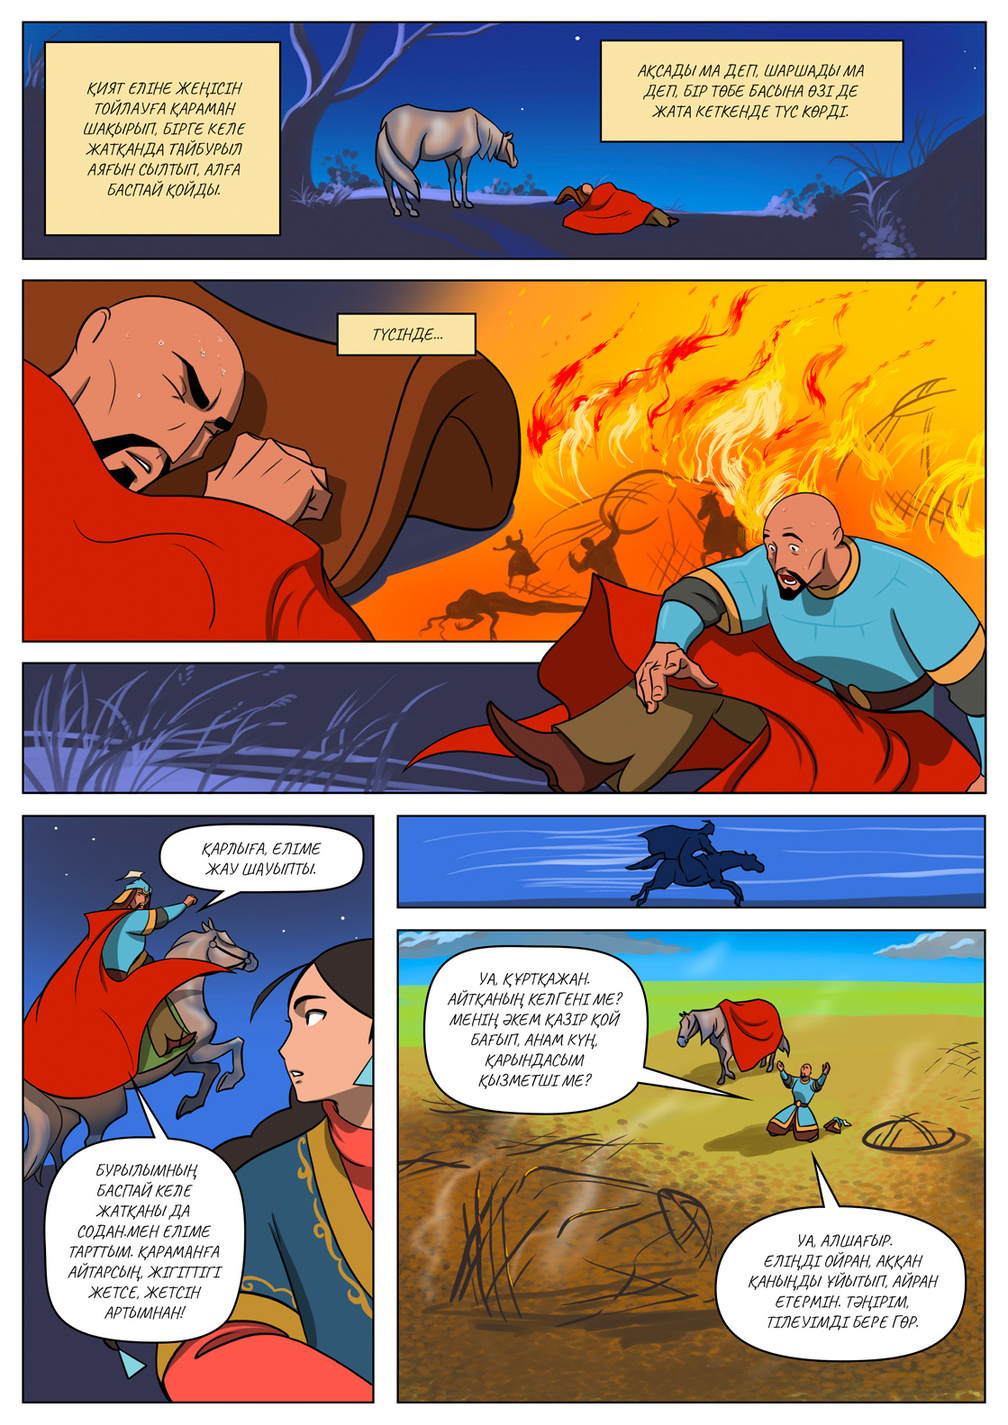 ҚИЯТ ЕЛІНЕ ЖЕҢІСІН
ТОЙЛАУҒА ҚАРАМАН
ШАҚЫРЫП, БІРГЕ КЕЛЕ
ЖАТҚАНДА ТАЙБУРЫЛ
АЯҒЫН СЫЛТЫП, АЛҒА
БАСПАЙ ҚОЙДЫ.
АҚСАДЫ МА ДЕП, ШАРШАДЫ МА
ДЕП, БІР ТӨБЕ БАСЫНА ӨЗІ ДЕ
ЖАТА КЕТКЕНДЕ ТҮС КӨРДІ.
ТҮСІНДЕ...
ҚАРЛЫҒА, ЕЛІМЕ
ЖАУ ШАУЫПТЫ.
БУРЫЛЫМНЫҢ
БАСПАЙ КЕЛЕ
ЖАТҚАНЫ ДА
СОДАН.МЕН ЕЛІМЕ
ТАРТТЫМ. ҚАРАМАНҒА
АЙТАРСЫҢ, ЖІГІТТІГІ
ЖЕТСЕ, ЖЕТСІН
АРТЫМНАН!
УА, ҚҰРТҚАЖАН.
АЙТҚАНЫҢ КЕЛГЕНІ МЕ?
МЕНІҢ ӘКЕМ ҚАЗІР ҚОЙ
БАҒЫП, АНАМ КҮҢ,
ҚАРЫНДАСЫМ
ҚЫЗМЕТШІ МЕ?
УА, АЛШАҒЫР.
ЕЛІҢДІ ОЙРАН, АҚҚАН
ҚАНЫҢДЫ ҰЙЫТЫП, АЙРАН
ЕТЕРМІН. ТӘҢІРІМ,
ТІЛЕУІМДІ БЕРЕ ГӨР.